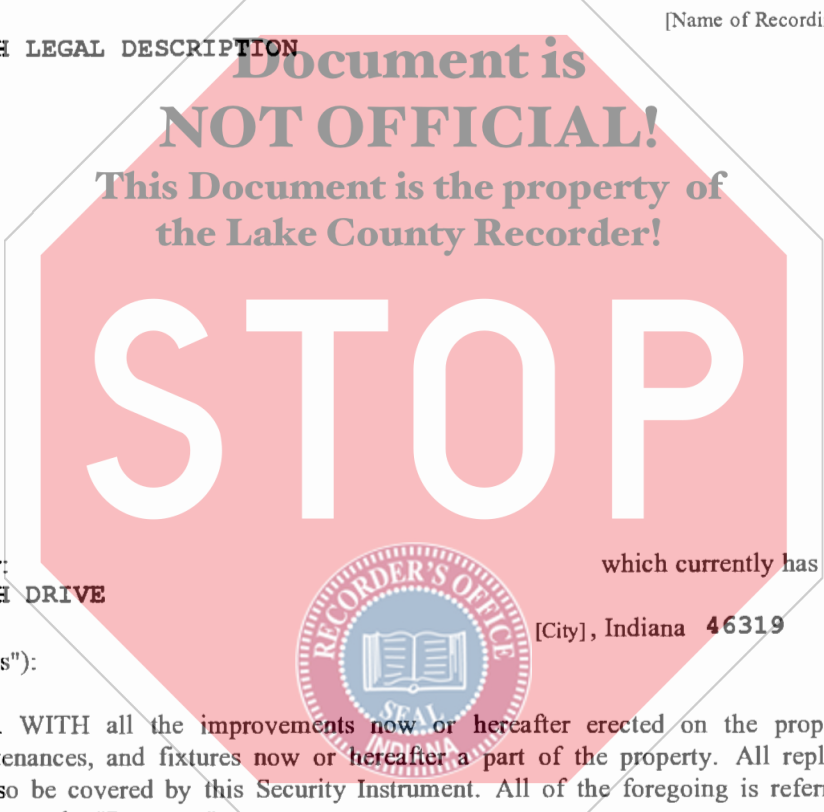 [Name of Recordi
H LEGAL DESCRIPTION
Document is
NOT OFFICIAL!
This Document is the property of
the Lake County Recorder!
STOP
which currently has
H DRIVE
[City], Indiana 46319
s"):
RECORDER'S OFFICE
SEAL
INDIANA
. WITH all the improvements now or hereafter erected on the prop
tenances, and fixtures now or hereafter a part of the property. All repl
so be covered by this Security Instrument. All of the foregoing is referr